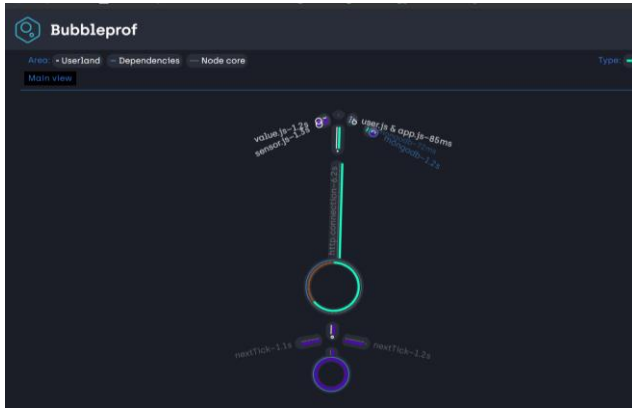 Bubbleprof
Area: Userland Dependencies Node core
Type:
Main view
value.js-1.2s
sensor.js-1.3s
user.js & app.js-85ms
mongodb-1.2s
http.connection-6.2s
nextTick-1.1s
nextTick-1.2s